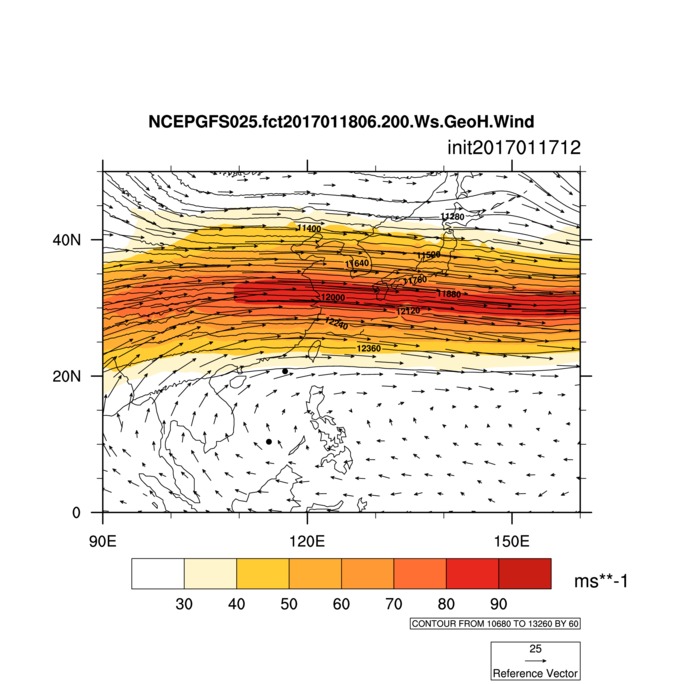 NCEPGFS025.fct2017011806.200.Ws.GeoH.Wind
init2017011712
11280
11400
40N
11520
11640
11760
11880
12000
12120
12240
12360
20N
0
90E 120E 150E
ms**-1
30 40 50 60 70 80 90
CONTOUR FROM 10680 TO 13260 BY 60
25
Reference Vector